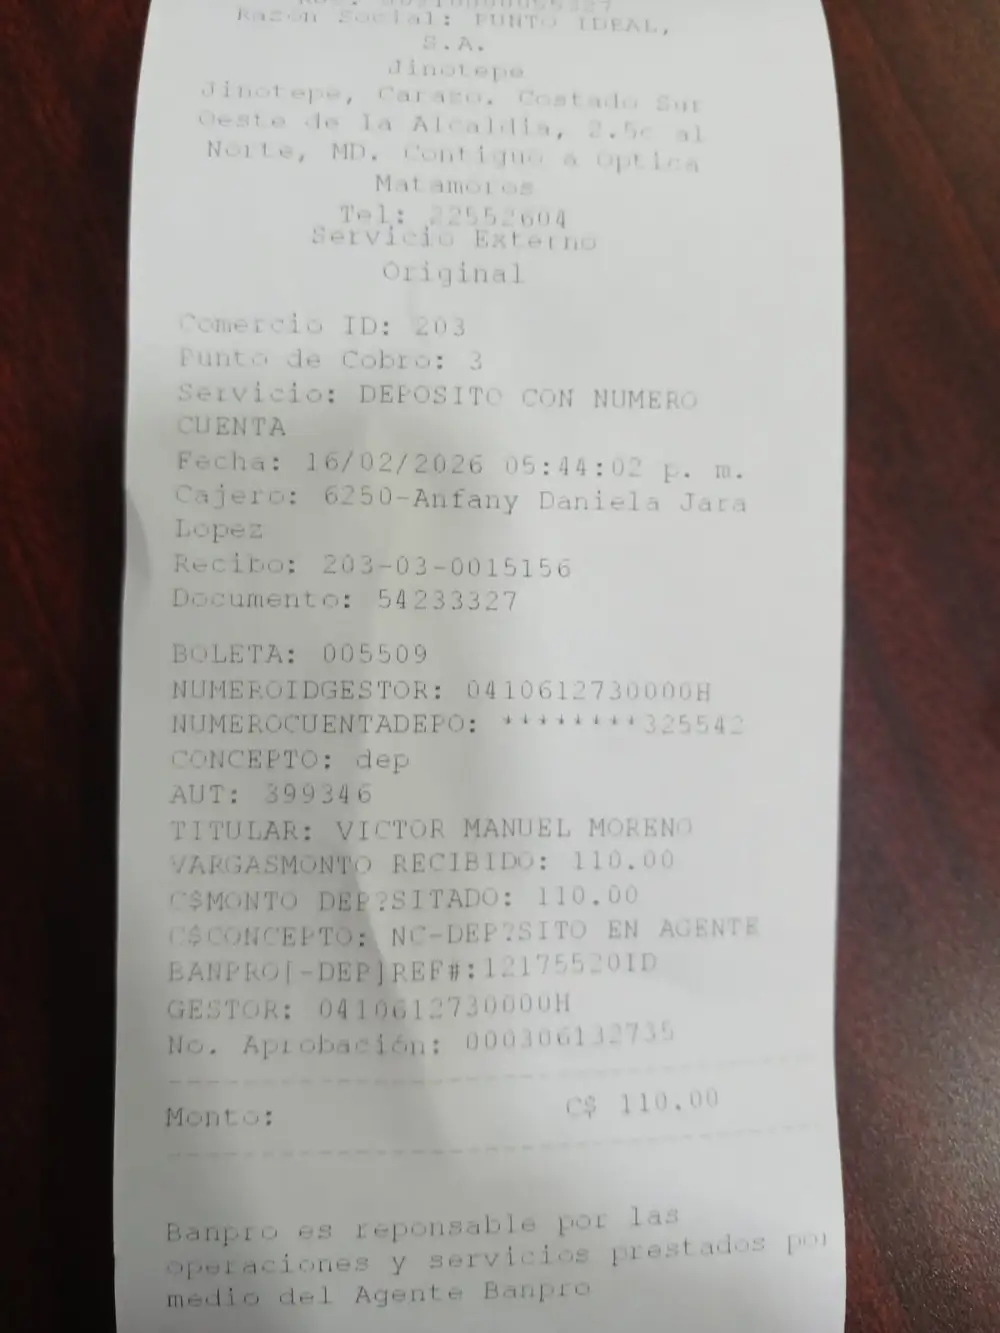 Razón Social: PUNTO IDEAL,
S.A.
Jinotepe
Jinotepe, Carazo. Costado Sur
Oeste de la Alcaldia, 2.5c al
Norte, MD. Contiguo a Optica
Matamoros
Tel: 22552604
Servicio Externo
Original
Comercio ID: 203
Punto de Cobro: 3
Servicio: DEPOSITO CON NUMERO
CUENTA
Fecha: 16/02/2026 05:44:02 p. m.
Cajero: 6250-Anfany Daniela Jara
Lopez
Recibo: 203-03-0015156
Documento: 54233327
BOLETA: 005509
NUMEROIDGESTOR: 0410612730000H
NUMEROCUENTADEPO: ********325542
CONCEPTO: dep
AUT: 399346
TITULAR: VICTOR MANUEL MORENO
VARGASMONTO RECIBIDO: 110.00
C$MONTO DEP?SITADO: 110.00
C$CONCEPTO: NC-DEP?SITO EN AGENTE
BANPRO[-DEP]REF#:12175520ID
GESTOR: 0410612730000H
No. Aprobación: 000306132735
Monto: C$ 110.00
Banpro es reponsable por las
operaciones y servicios prestados por
medio del Agente Banpro